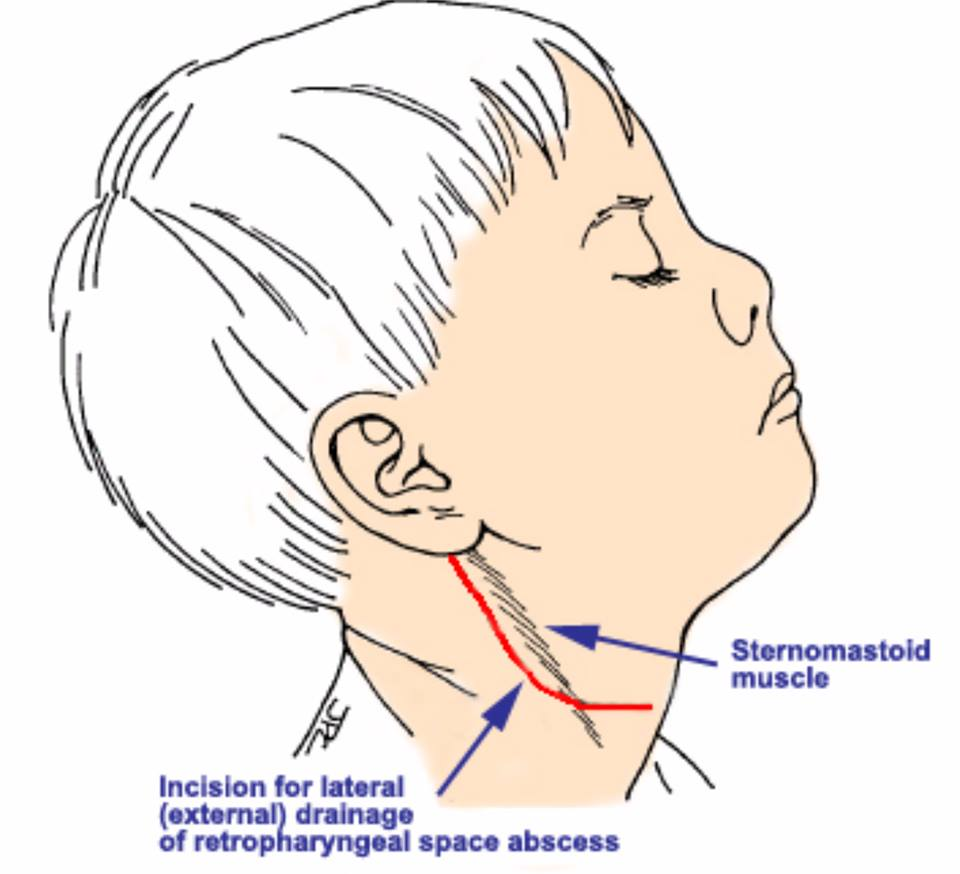 Sternomastoid
muscle
Incision for lateral
(external) drainage
of retropharyngeal space abscess